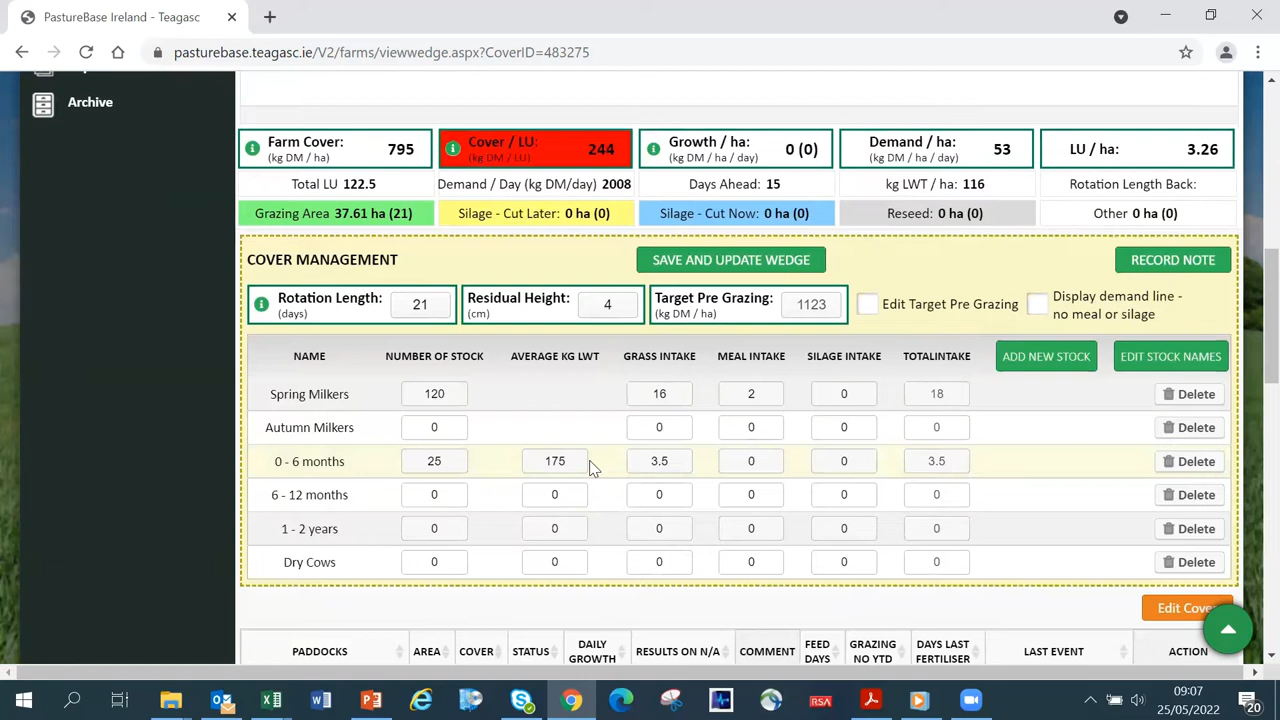 PastureBase Ireland - Teagasc
pasturebase.teagasc.ie/V2/farms/viewwedge.aspx?CoverID=483275
Archive
Farm Cover: 795
(kg DM / ha)
Cover / LU: 244
(kg DM / LU)
Growth / ha: 0 (0)
(kg DM / ha / day)
Demand / ha: 53
(kg DM / ha / day)
LU / ha: 3.26
Total LU 122.5
Demand / Day (kg DM/day) 2008
Days Ahead: 15
kg LWT / ha: 116
Rotation Length Back:
Grazing Area 37.61 ha (21)
Silage - Cut Later: 0 ha (0)
Silage - Cut Now: 0 ha (0)
Reseed: 0 ha (0)
Other 0 ha (0)
COVER MANAGEMENT
SAVE AND UPDATE WEDGE
RECORD NOTE
Rotation Length: 21
(days)
Residual Height: 4
(cm)
Target Pre Grazing: 1123
(kg DM / ha)
Edit Target Pre Grazing
Display demand line -
no meal or silage
NAME NUMBER OF STOCK AVERAGE KG LWT GRASS INTAKE MEAL INTAKE SILAGE INTAKE TOTALINTAKE ADD NEW STOCK EDIT STOCK NAMES
Spring Milkers 120 16 2 0 18 Delete
Autumn Milkers 0 0 0 0 0 Delete
0 - 6 months 25 175 3.5 0 0 3.5 Delete
6 - 12 months 0 0 0 0 0 0 Delete
1 - 2 years 0 0 0 0 0 0 Delete
Dry Cows 0 0 0 0 0 0 Delete
Edit Cove
PADDOCKS
AREA
COVER
STATUS
DAILY
GROWTH
RESULTS ON N/A
COMMENT
FEED
DAYS
GRAZING
NO YTD
DAYS LAST
FERTILISER
LAST EVENT
ACTION
RSA
09:07
25/05/2022
20